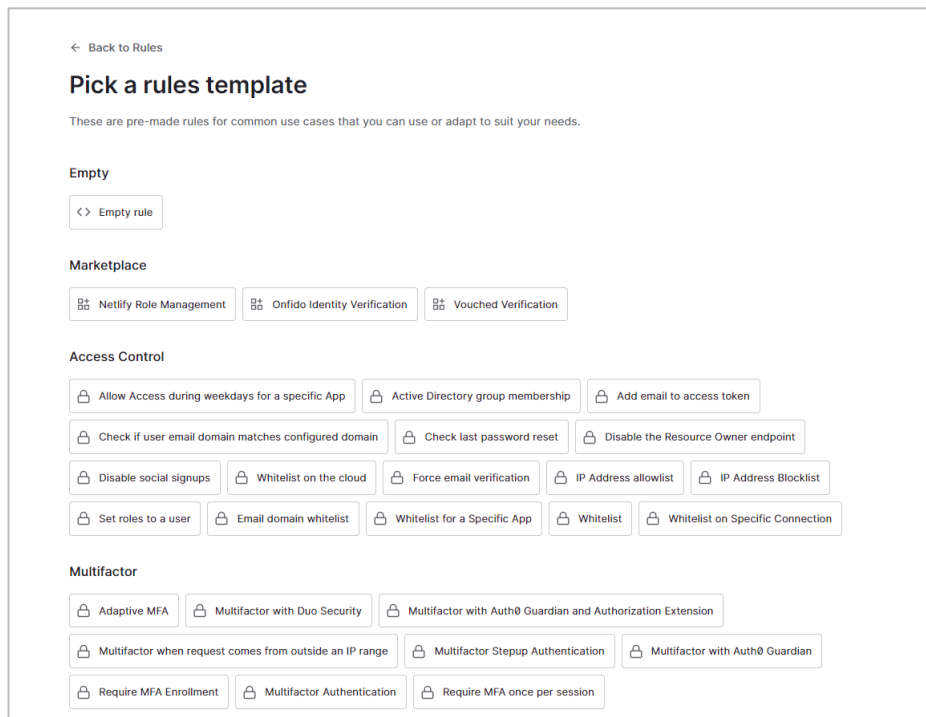 Back to Rules
Pick a rules template
These are pre-made rules for common use cases that you can use or adapt to suit your needs.
Empty
<> Empty rule
Marketplace
Netlify Role Management Onfido Identity Verification Vouched Verification
Access Control
Allow Access during weekdays for a specific App Active Directory group membership Add email to access token
Check if user email domain matches configured domain Check last password reset Disable the Resource Owner endpoint
Disable social signups Whitelist on the cloud Force email verification IP Address allowlist IP Address Blocklist
Set roles to a user Email domain whitelist Whitelist for a Specific App Whitelist Whitelist on Specific Connection
Multifactor
Adaptive MFA Multifactor with Duo Security Multifactor with Auth0 Guardian and Authorization Extension
Multifactor when request comes from outside an IP range Multifactor Stepup Authentication Multifactor with Auth0 Guardian
Require MFA Enrollment Multifactor Authentication Require MFA once per session